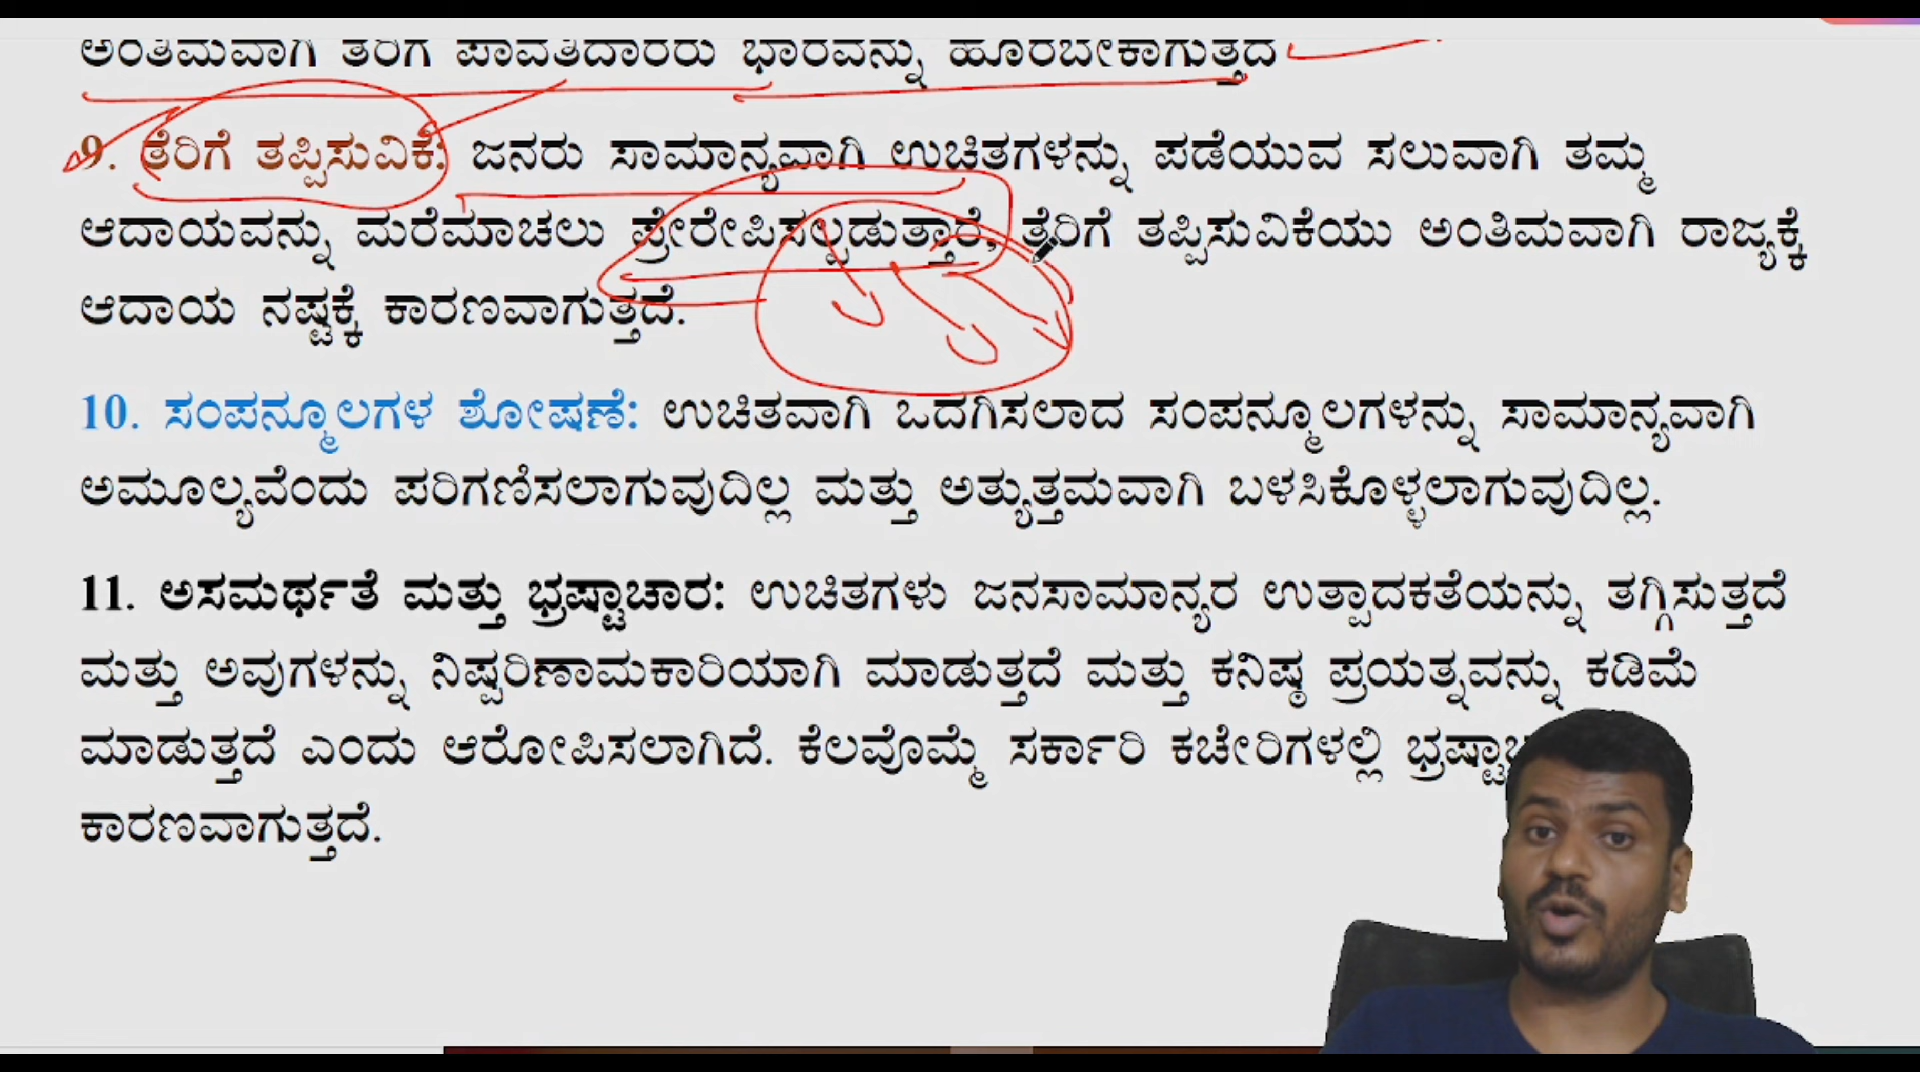 ಅಂತಿಮವಾಗಿ ತೆರಿಗೆ ಪಾವತಿದಾರರು ಭಾರವನ್ನು ಹೊರಬೇಕಾಗುತ್ತದೆ
9. ತೆರಿಗೆ ತಪ್ಪಿಸುವಿಕೆ: ಜನರು ಸಾಮಾನ್ಯವಾಗಿ ಉಚಿತಗಳನ್ನು ಪಡೆಯುವ ಸಲುವಾಗಿ ತಮ್ಮ
ಆದಾಯವನ್ನು ಮರೆಮಾಚಲು ಪ್ರೇರೇಪಿಸಲ್ಪಡುತ್ತಾರೆ, ತೆರಿಗೆ ತಪ್ಪಿಸುವಿಕೆಯು ಅಂತಿಮವಾಗಿ ರಾಜ್ಯಕ್ಕೆ
ಆದಾಯ ನಷ್ಟಕ್ಕೆ ಕಾರಣವಾಗುತ್ತದೆ.
10. ಸಂಪನ್ಮೂಲಗಳ ಶೋಷಣೆ: ಉಚಿತವಾಗಿ ಒದಗಿಸಲಾದ ಸಂಪನ್ಮೂಲಗಳನ್ನು ಸಾಮಾನ್ಯವಾಗಿ
ಅಮೂಲ್ಯವೆಂದು ಪರಿಗಣಿಸಲಾಗುವುದಿಲ್ಲ ಮತ್ತು ಅತ್ಯುತ್ತಮವಾಗಿ ಬಳಸಿಕೊಳ್ಳಲಾಗುವುದಿಲ್ಲ.
11. ಅಸಮರ್ಥತೆ ಮತ್ತು ಭ್ರಷ್ಟಾಚಾರ: ಉಚಿತಗಳು ಜನಸಾಮಾನ್ಯರ ಉತ್ಪಾದಕತೆಯನ್ನು ತಗ್ಗಿಸುತ್ತದೆ
ಮತ್ತು ಅವುಗಳನ್ನು ನಿಷ್ಪರಿಣಾಮಕಾರಿಯಾಗಿ ಮಾಡುತ್ತದೆ ಮತ್ತು ಕನಿಷ್ಠ ಪ್ರಯತ್ನವನ್ನು ಕಡಿಮೆ
ಮಾಡುತ್ತದೆ ಎಂದು ಆರೋಪಿಸಲಾಗಿದೆ. ಕೆಲವೊಮ್ಮೆ ಸರ್ಕಾರಿ ಕಚೇರಿಗಳಲ್ಲಿ
ಕಾರಣವಾಗುತ್ತದೆ.